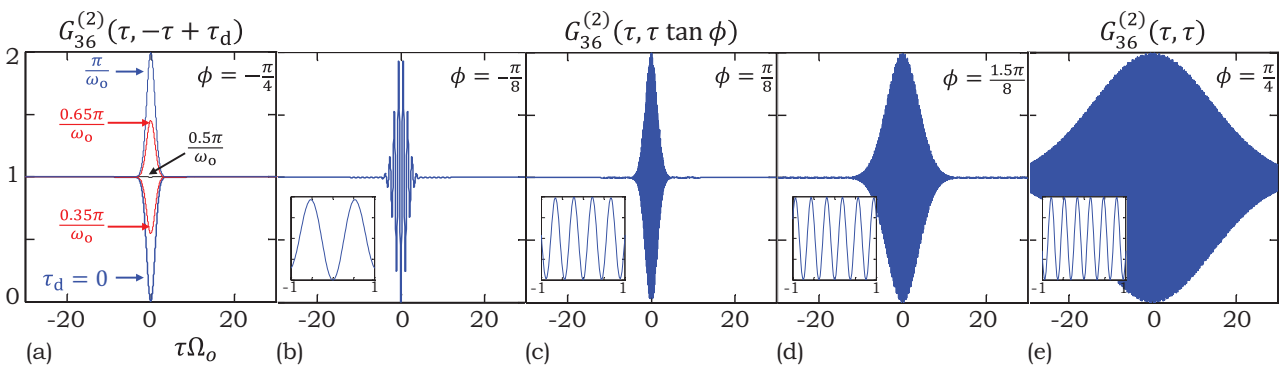 G_{36}^{(2)}(τ, −τ + τ_d)
G_{36}^{(2)}(τ, τ tan ϕ)
G_{36}^{(2)}(τ, τ)
2
1
0
π/ω_o
0.65π/ω_o
0.5π/ω_o
0.35π/ω_o
τ_d = 0
ϕ = −π/4
ϕ = −π/8
ϕ = π/8
ϕ = 1.5π/8
ϕ = π/4
-1 1
-1 1
-1 1
-1 1
-20 0 20
-20 0 20
-20 0 20
-20 0 20
-20 0 20
(a) τΩ_o (b) (c) (d) (e)